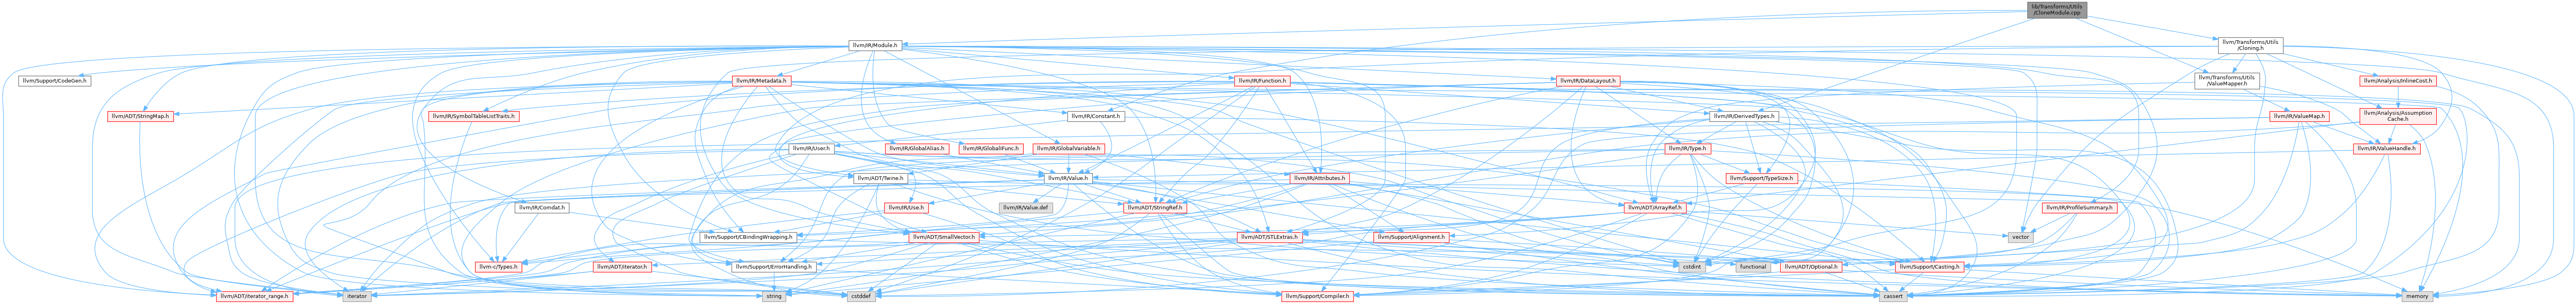 lib/Transforms/Utils
/CloneModule.cpp
llvm/IR/Module.h
llvm/Transforms/Utils
/Cloning.h
llvm/Support/CodeGen.h
llvm/IR/Metadata.h
llvm/IR/Function.h
llvm/IR/DataLayout.h
llvm/Transforms/Utils
/ValueMapper.h
llvm/Analysis/InlineCost.h
llvm/ADT/StringMap.h
llvm/IR/SymbolTableListTraits.h
llvm/IR/Constant.h
llvm/IR/DerivedTypes.h
llvm/IR/ValueMap.h
llvm/Analysis/Assumption
Cache.h
llvm/IR/User.h
llvm/IR/GlobalAlias.h
llvm/IR/GlobalIFunc.h
llvm/IR/GlobalVariable.h
llvm/IR/Type.h
llvm/IR/ValueHandle.h
llvm/ADT/Twine.h
llvm/IR/Value.h
llvm/IR/Attributes.h
llvm/Support/TypeSize.h
llvm/IR/Comdat.h
llvm/IR/Use.h
llvm/IR/Value.def
llvm/ADT/StringRef.h
llvm/ADT/ArrayRef.h
llvm/IR/ProfileSummary.h
llvm/Support/CBindingWrapping.h
llvm/ADT/SmallVector.h
llvm/ADT/STLExtras.h
llvm/Support/Alignment.h
vector
llvm-c/Types.h
llvm/ADT/iterator.h
llvm/Support/ErrorHandling.h
cstdint
functional
llvm/ADT/Optional.h
llvm/Support/Casting.h
llvm/ADT/iterator_range.h
iterator
string
cstddef
llvm/Support/Compiler.h
cassert
memory